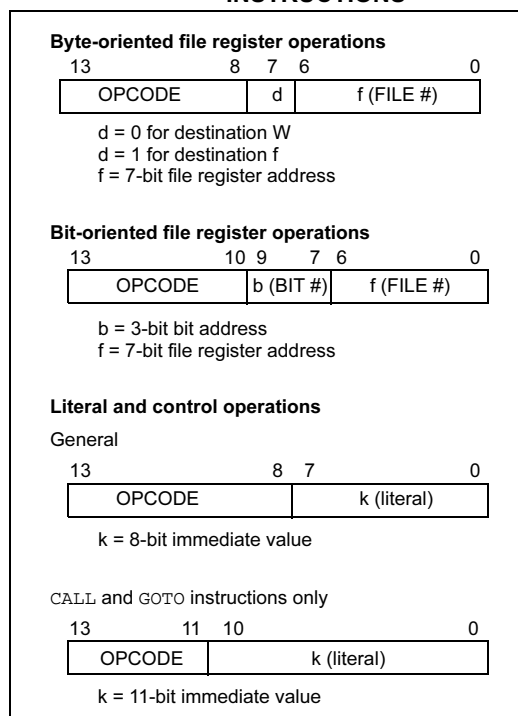 INSTRUCTIONS
Byte-oriented file register operations
13 8 7 6 0
OPCODE d f (FILE #)
d = 0 for destination W
d = 1 for destination f
f = 7-bit file register address
Bit-oriented file register operations
13 10 9 7 6 0
OPCODE b (BIT #) f (FILE #)
b = 3-bit bit address
f = 7-bit file register address
Literal and control operations
General
13 8 7 0
OPCODE k (literal)
k = 8-bit immediate value
CALL and GOTO instructions only
13 11 10 0
OPCODE k (literal)
k = 11-bit immediate value